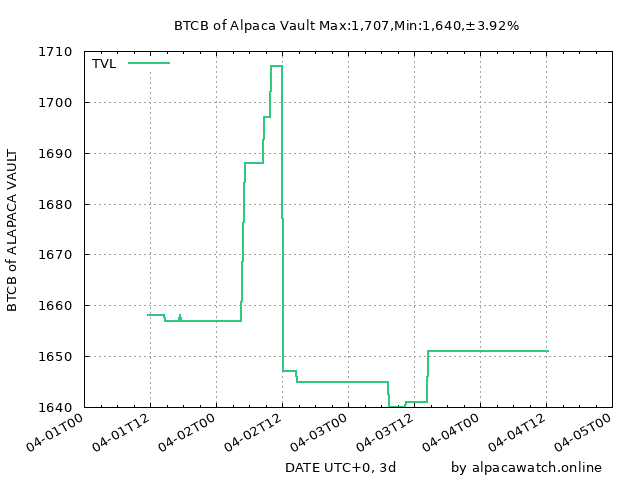 BTCB of Alpaca Vault Max:1,707,Min:1,640,±3.92%
TVL
1710
1700
1690
1680
1670
1660
1650
1640
BTCB of ALAPACA VAULT
04-01T00
04-01T12
04-02T00
04-02T12
04-03T00
04-03T12
04-04T00
04-04T12
04-05T00
DATE UTC+0, 3d
by alpacawatch.online